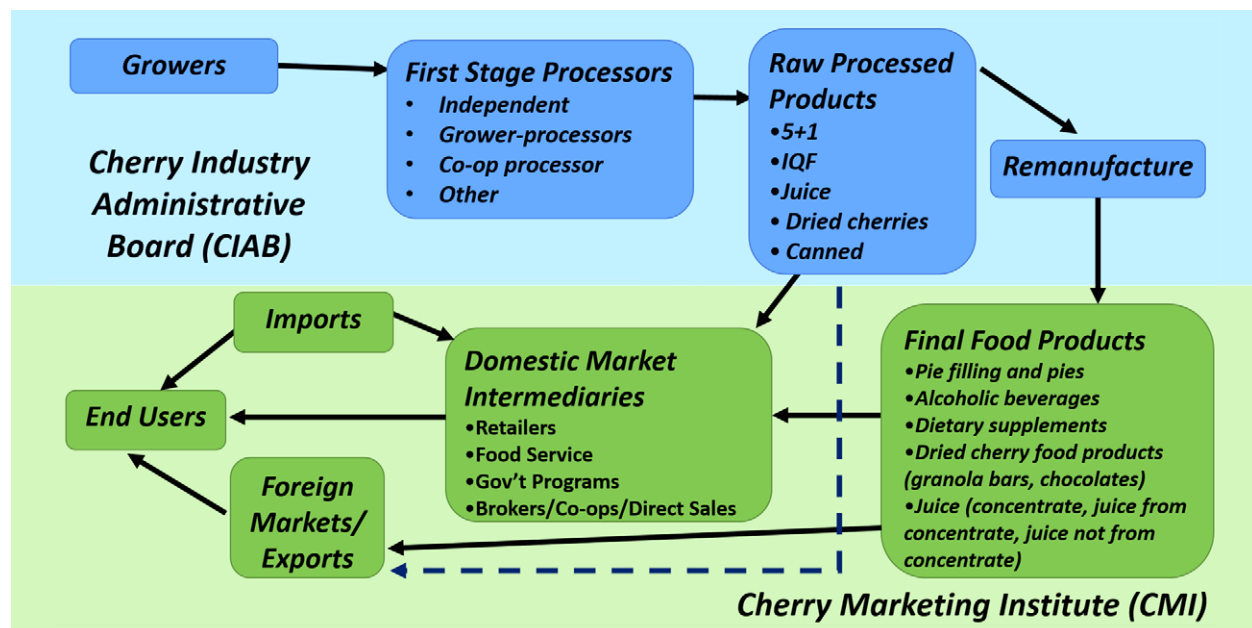 Growers
First Stage Processors
• Independent
• Grower-processors
• Co-op processor
• Other
Raw Processed
Products
•5+1
•IQF
•Juice
• Dried cherries
• Canned
Remanufacture
Cherry Industry
Administrative
Board (CIAB)
Imports
End Users
Foreign
Markets/
Exports
Domestic Market
Intermediaries
•Retailers
•Food Service
•Gov't Programs
•Brokers/Co-ops/Direct Sales
Final Food Products
•Pie filling and pies
•Alcoholic beverages
•Dietary supplements
•Dried cherry food products
(granola bars, chocolates)
•Juice (concentrate, juice from
concentrate, juice not from
concentrate)
Cherry Marketing Institute (CMI)